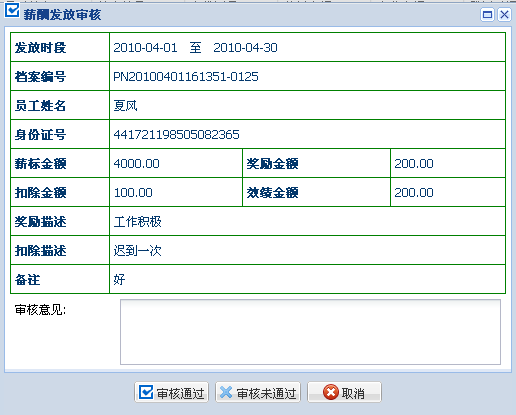 薪酬发放审核
发放时段 2010-04-01 至 2010-04-30
档案编号 PN20100401161351-0125
员工姓名 夏风
身份证号 441721198505082365
薪标金额 4000.00 奖励金额 200.00
扣除金额 100.00 效绩金额 200.00
奖励描述 工作积极
扣除描述 迟到一次
备注 好
审核意见:
审核通过 审核未通过 取消